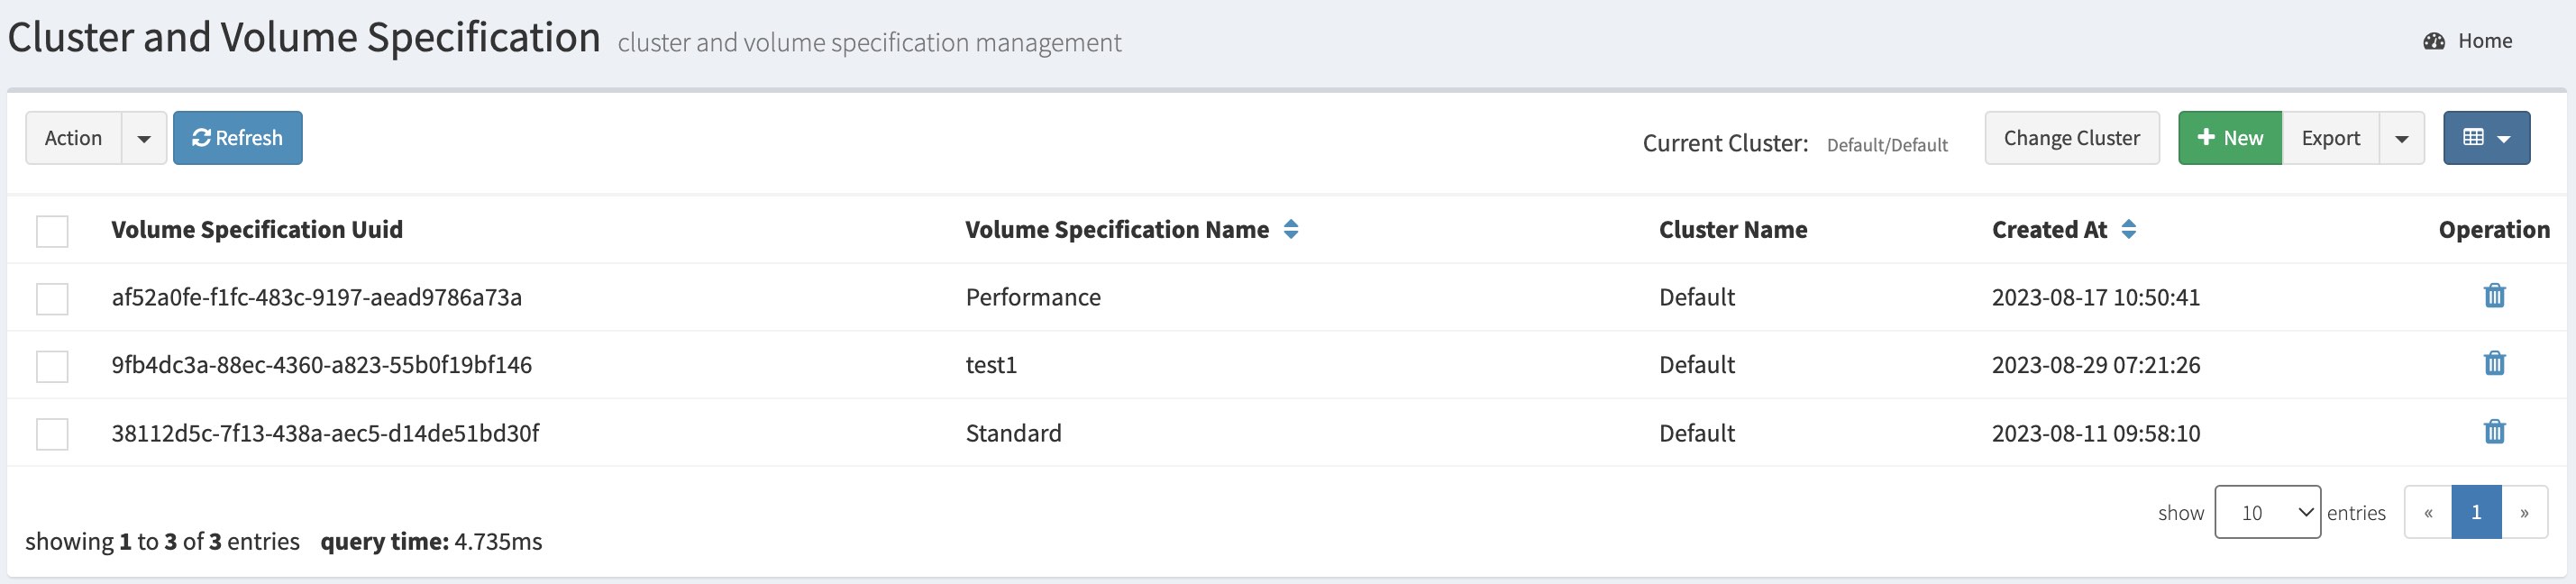 Cluster and Volume Specification cluster and volume specification management Home
Action Refresh Current Cluster: Default/Default Change Cluster + New Export
Volume Specification Uuid Volume Specification Name Cluster Name Created At Operation
af52a0fe-f1fc-483c-9197-aead9786a73a Performance Default 2023-08-17 10:50:41
9fb4dc3a-88ec-4360-a823-55b0f19bf146 test1 Default 2023-08-29 07:21:26
38112d5c-7f13-438a-aec5-d14de51bd30f Standard Default 2023-08-11 09:58:10
show 10 entries « 1 »
showing 1 to 3 of 3 entries query time: 4.735ms